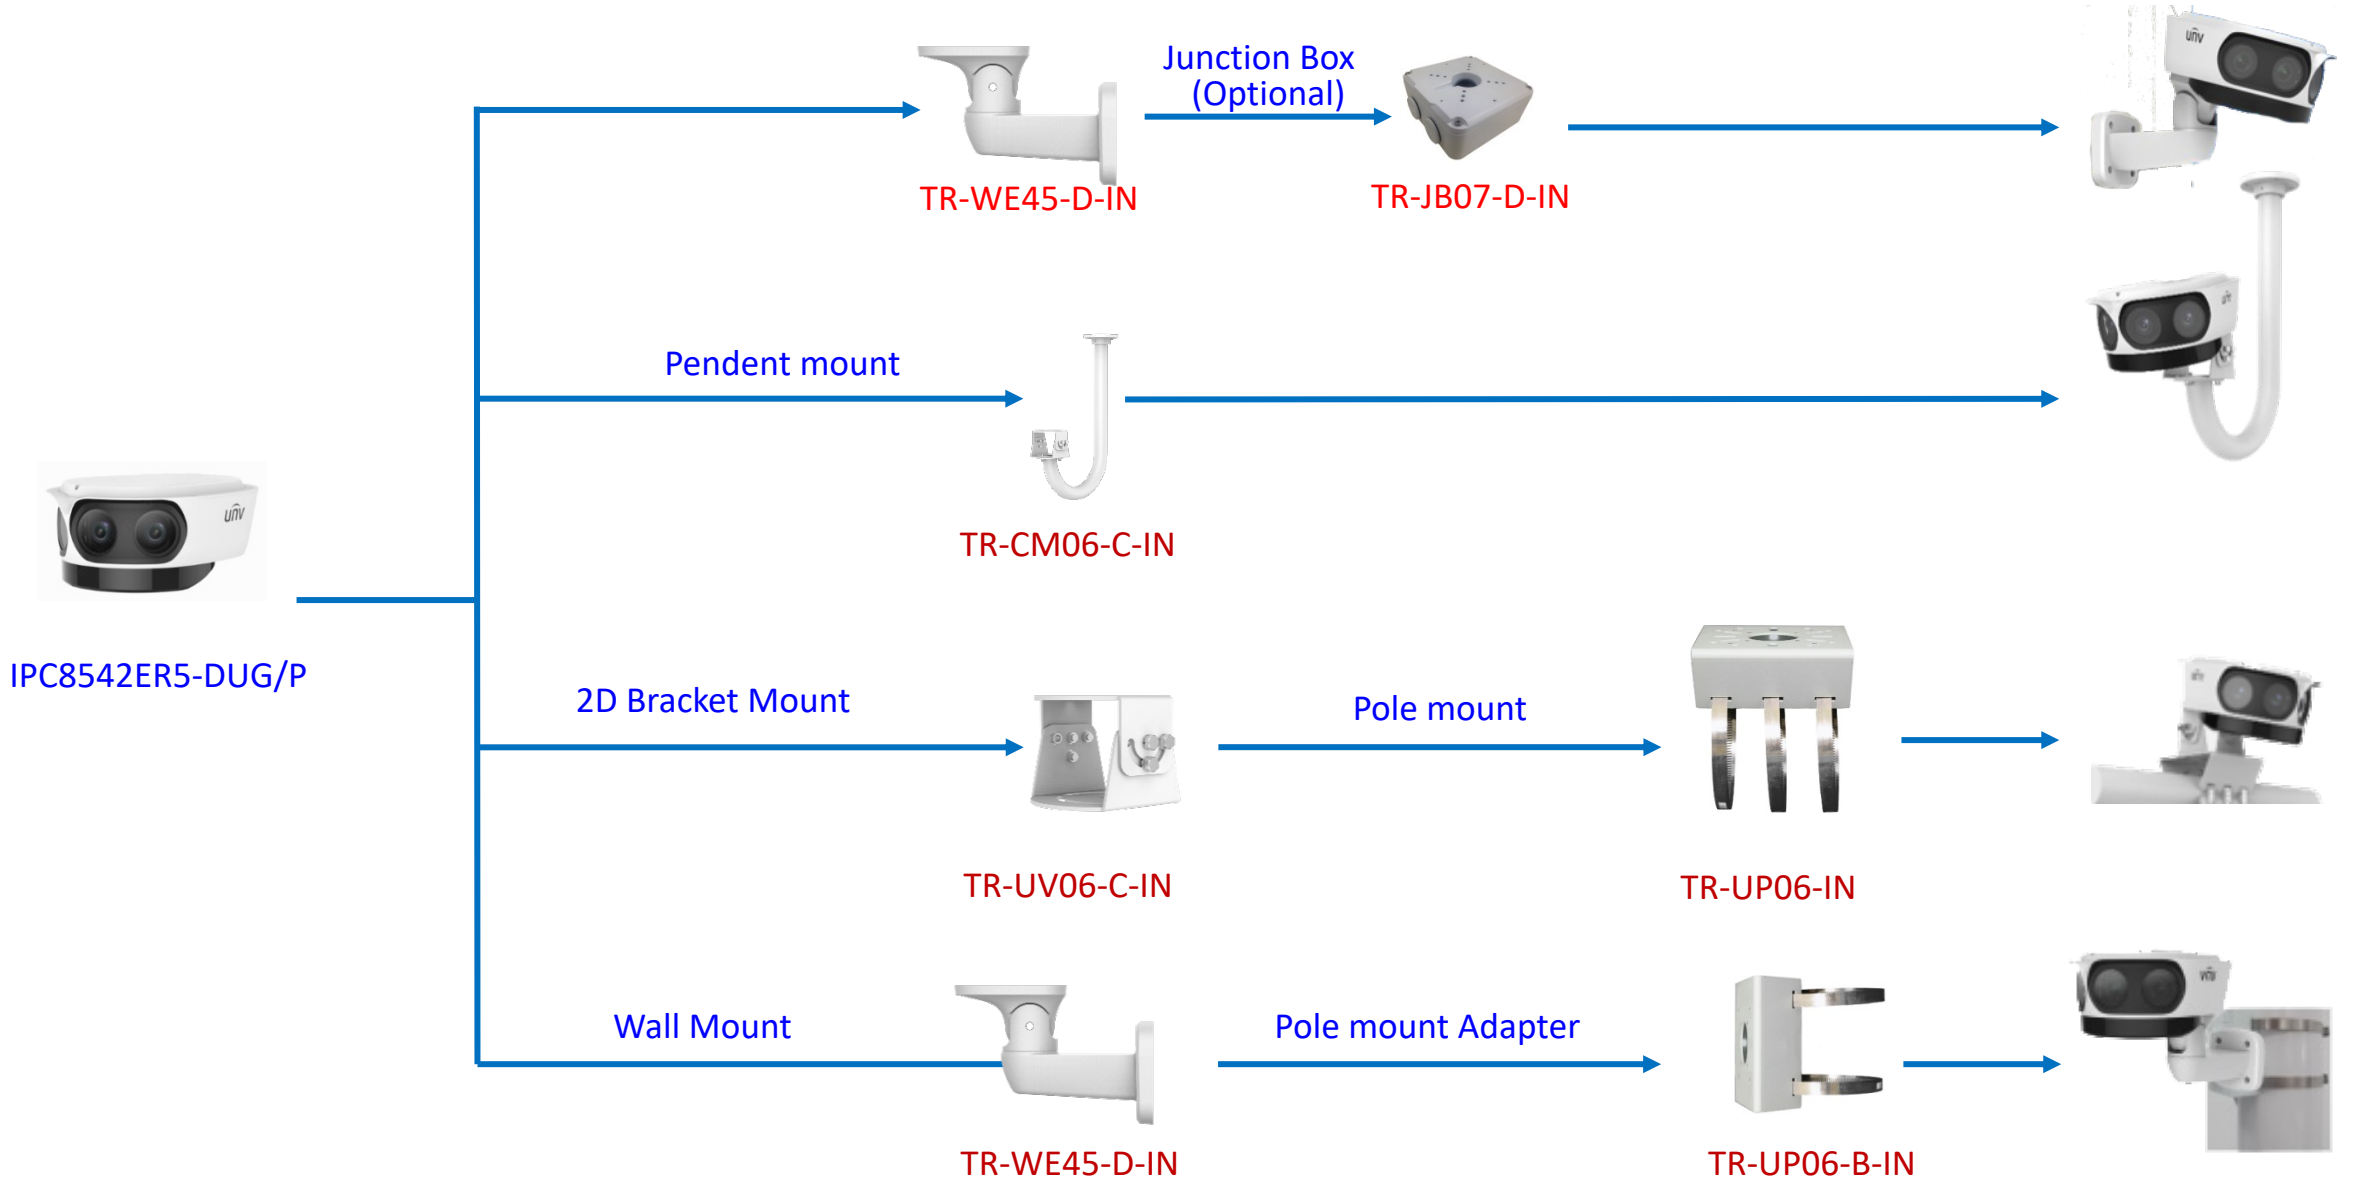 Junction Box
(Optional)
TR-WE45-D-IN
TR-JB07-D-IN
unv
Pendent mount
TR-CM06-C-IN
unv
IPC8542ER5-DUG/P
2D Bracket Mount
Pole mount
TR-UV06-C-IN
TR-UP06-IN
Wall Mount
Pole mount Adapter
TR-WE45-D-IN
TR-UP06-B-IN